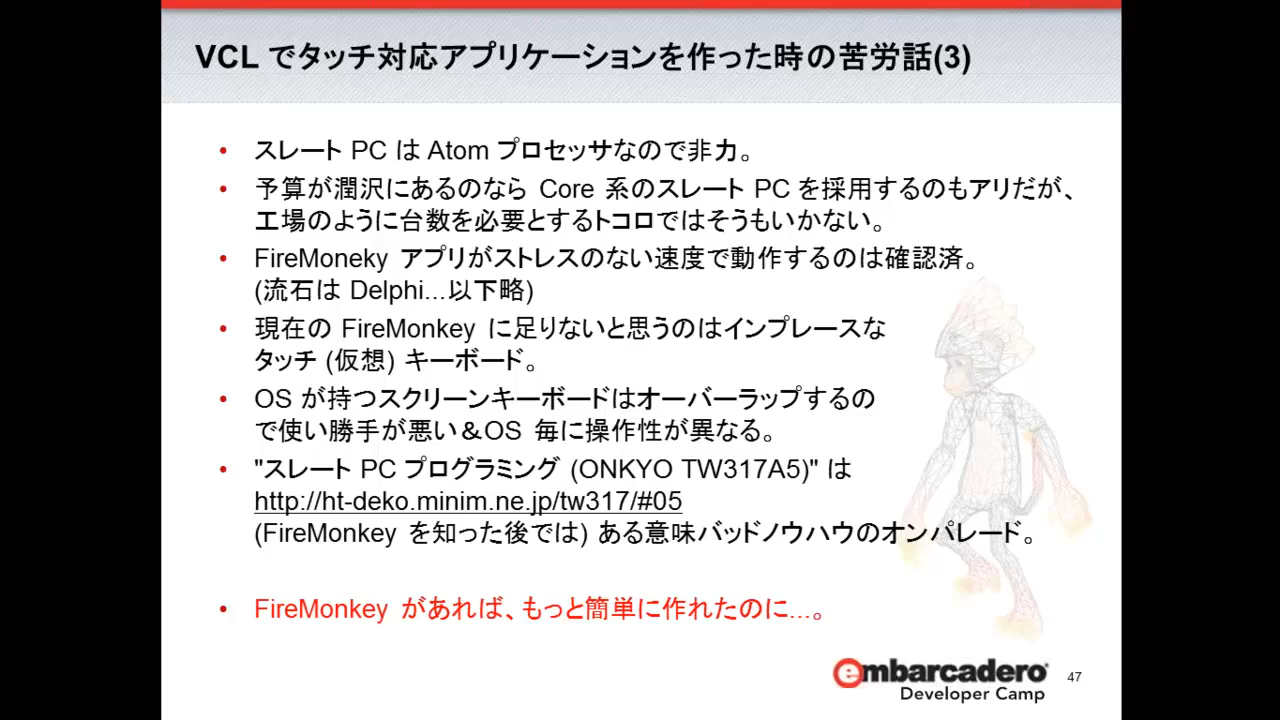 VCL でタッチ対応アプリケーションを作った時の苦労話(3)
• スレート PC は Atom プロセッサなので非力。
• 予算が潤沢にあるのなら Core 系のスレート PC を採用するのもアリだが、
工場のように台数を必要とするトコロではそうもいかない。
• FireMoneky アプリがストレスのない速度で動作するのは確認済。
(流石は Delphi...以下略)
• 現在の FireMonkey に足りないと思うのはインプレースな
タッチ (仮想) キーボード。
• OS が持つスクリーンキーボードはオーバーラップするの
で使い勝手が悪い＆OS 毎に操作性が異なる。
• "スレート PC プログラミング (ONKYO TW317A5)" は
http://ht-deko.minim.ne.jp/tw317/#05
(FireMonkey を知った後では) ある意味バッドノウハウのオンパレード。
• FireMonkey があれば、もっと簡単に作れたのに...。
embarcadero
Developer Camp
47